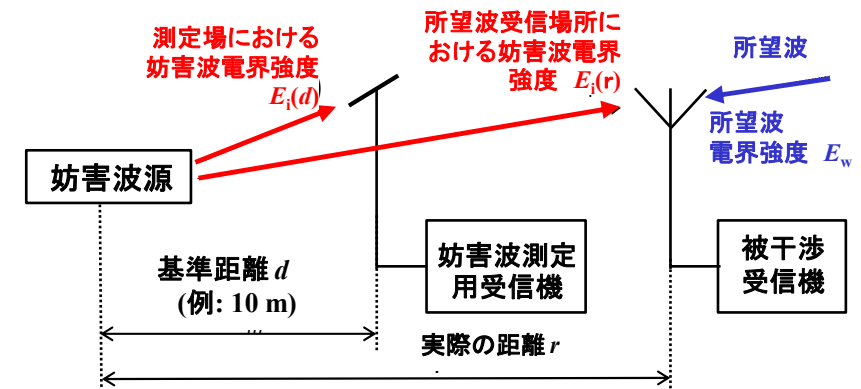 測定場における
妨害波電界強度
Ei(d)
所望波受信場所に
おける妨害波電界
強度 Ei(r)
所望波
所望波
電界強度 Ew
妨害波源
妨害波測定
用受信機
被干渉
受信機
基準距離 d
(例: 10 m)
実際の距離 r